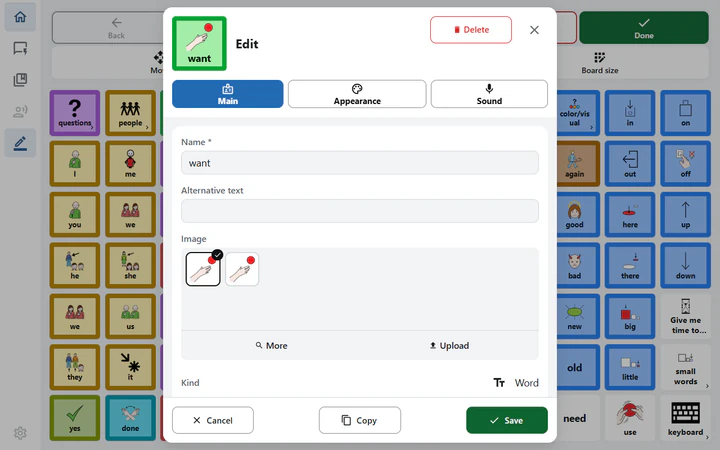 Back
Done
Board size
want
Edit
Delete
Main
Appearance
Sound
Name *
want
Alternative text
Image
More
Upload
Kind
Word
Cancel
Copy
Save
questions
people
color/vis
ual
in
on
I
me
again
out
off
you
we
good
here
up
he
she
bad
there
down
we
us
new
big
Give me
time to...
they
it
old
little
small
words
yes
done
need
use
keyboard